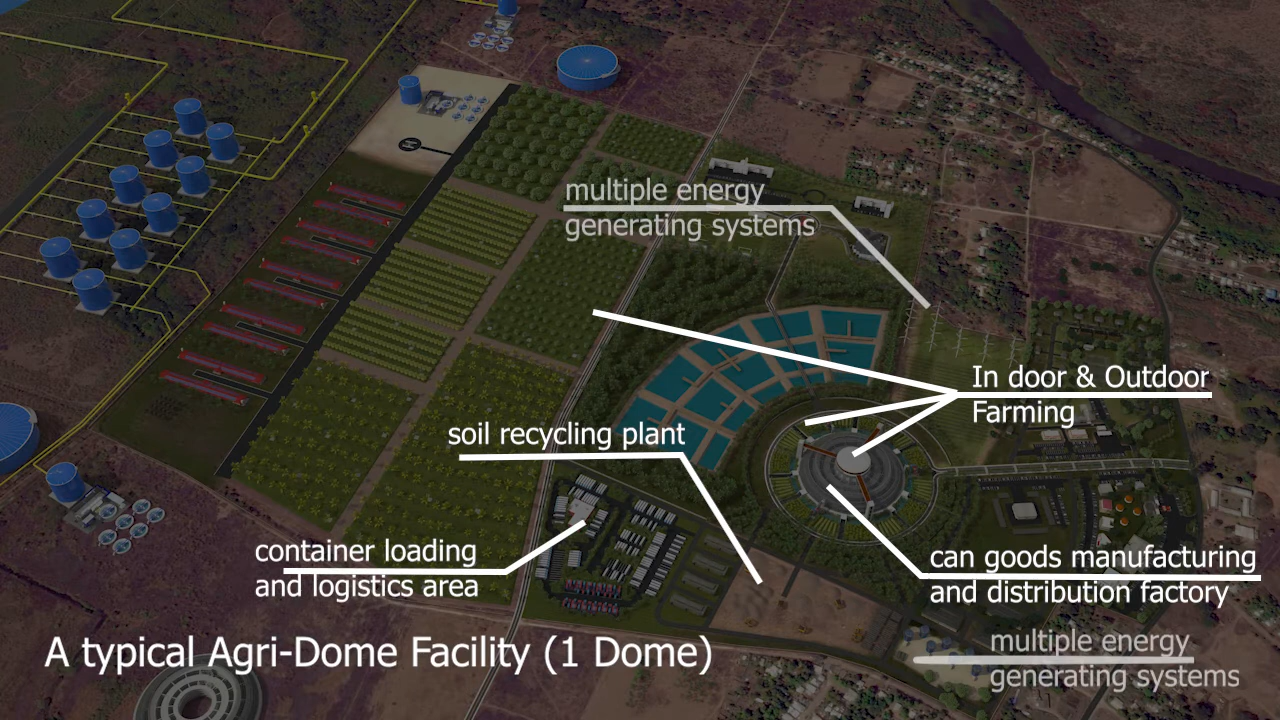 multiple energy
generating systems
In door & Outdoor
Farming
soil recycling plant
container loading
and logistics area
can goods manufacturing
and distribution factory
A typical Agri-Dome Facility (1 Dome)
multiple energy
generating systems